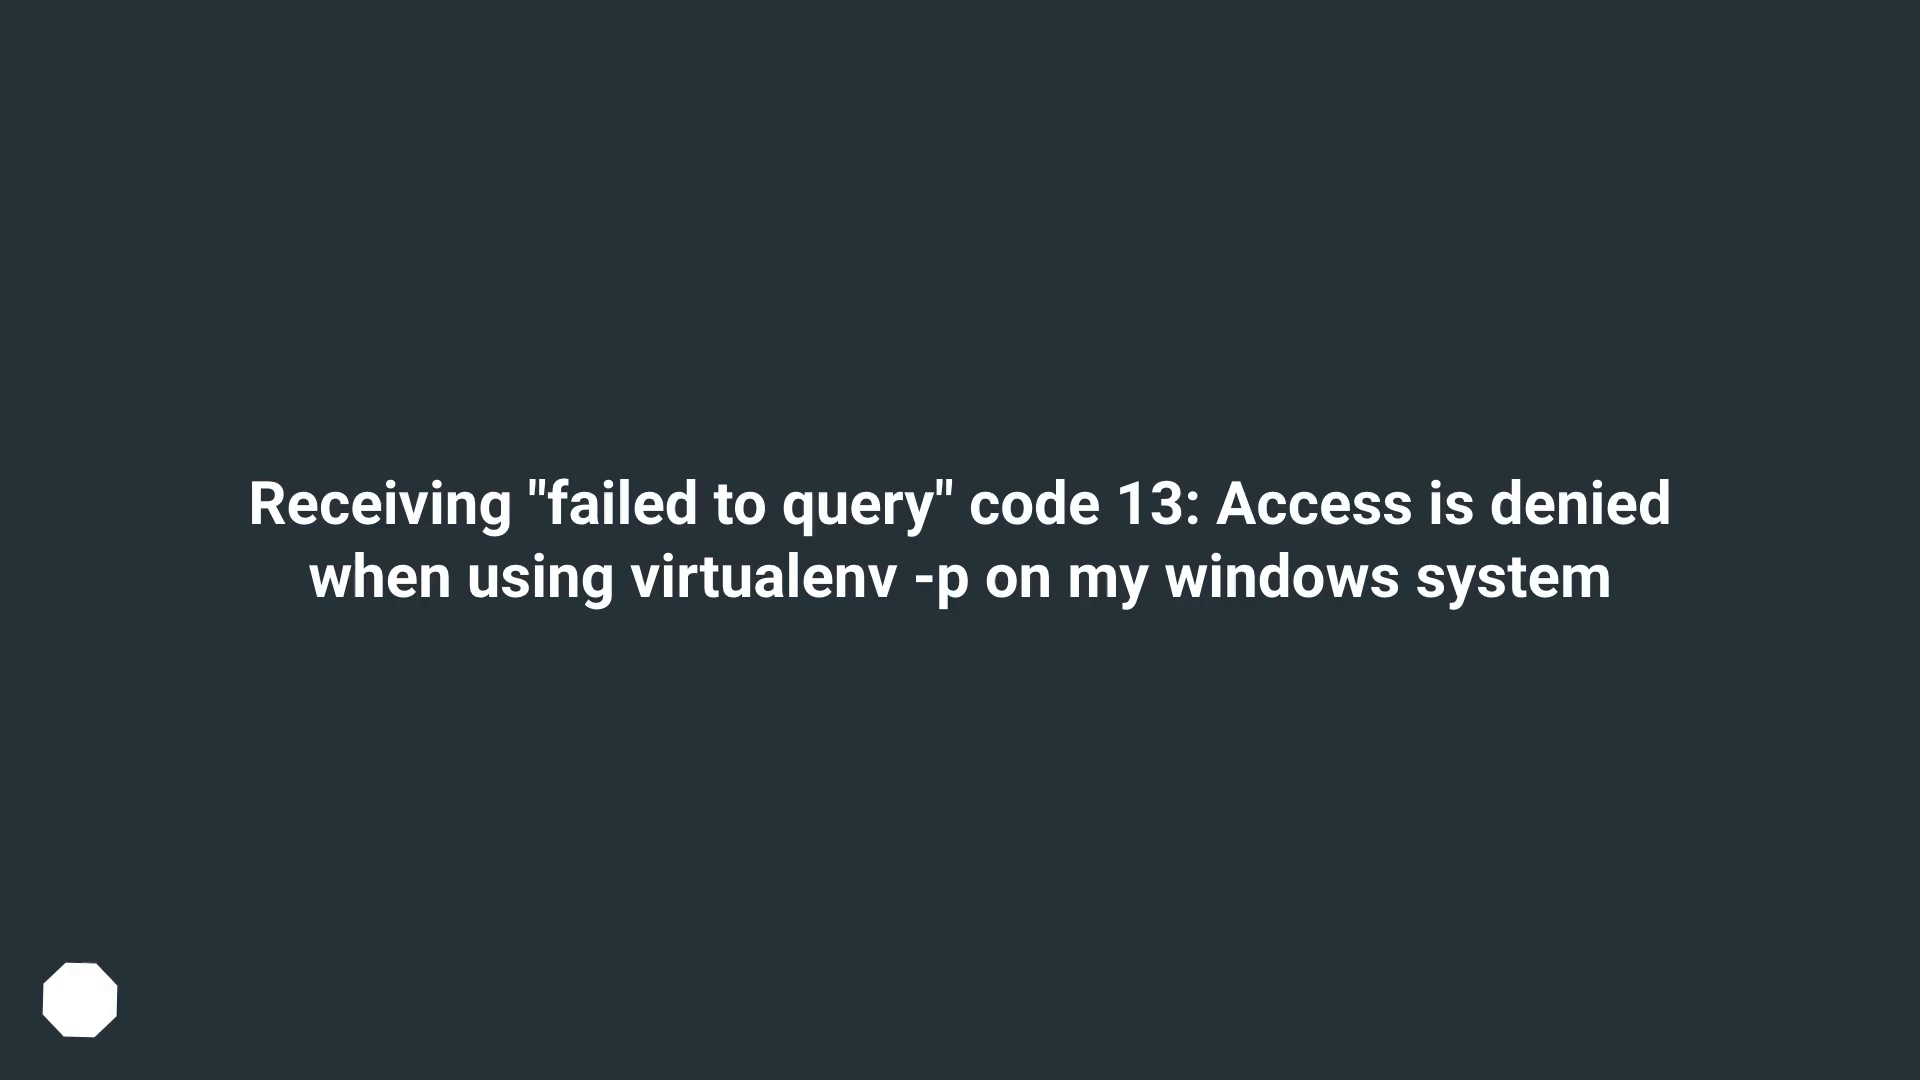 Receiving "failed to query" code 13: Access is denied
when using virtualenv -p on my windows system